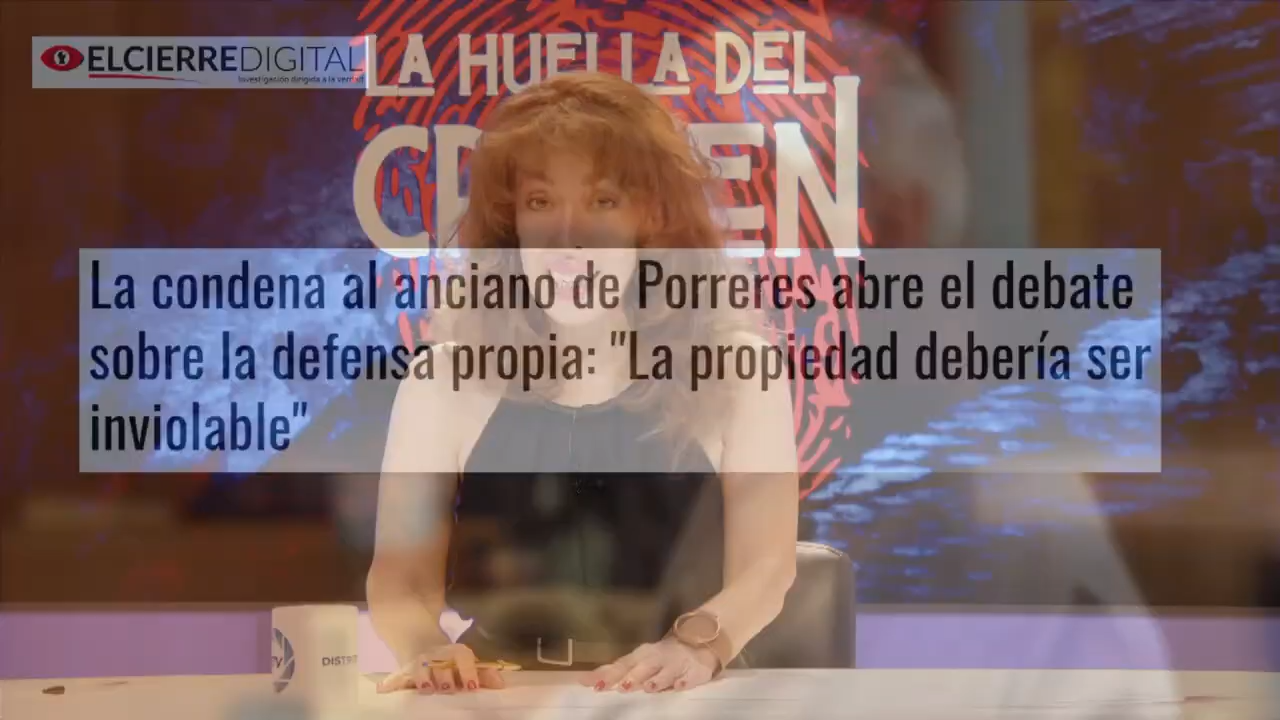 ELCIERREDIGITAL
Investigación dirigida a la verdad
LA HUELLA DEL
La condena al anciano de Porreres abre el debate
sobre la defensa propia: "La propiedad debería ser
inviolable"
TV